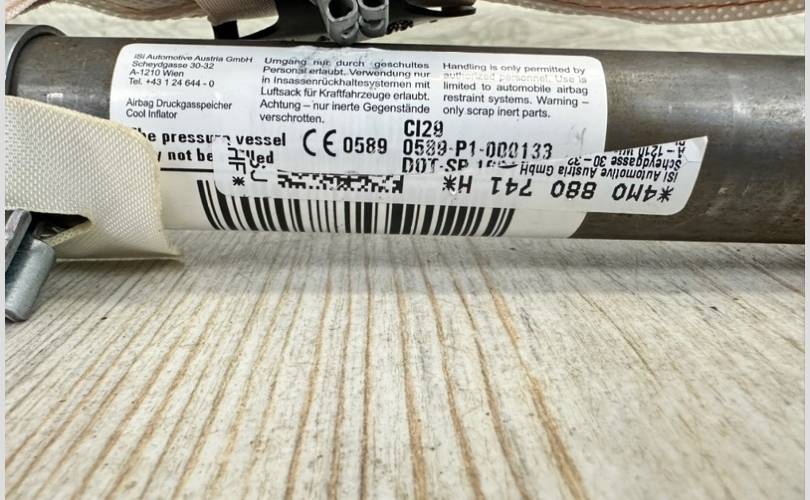 iSi Automotive Austria GmbH
Scheydgasse 30-32
A-1210 Wien
Tel. +43 1 24 644 - 0
Airbag Druckgasspeicher
Cool Inflator
Umgang nur durch geschultes
Personal erlaubt. Verwendung nur
in Insassenrückhaltesystemen mit
Luftsack für Kraftfahrzeuge erlaubt.
Achtung – nur inerte Gegenstände
verschrotten.
Handling is only permitted by
authorized personnel. Use is
limited to automobile airbag
restraint systems. Warning –
only scrap inert parts.
he pressure vessel
y not be
CE 0589
CI29
0589-P1-000133
DOT-SP
*4M0 880 741 H*
iSi Automotive Austria GmbH
Scheydgasse 30 – 32